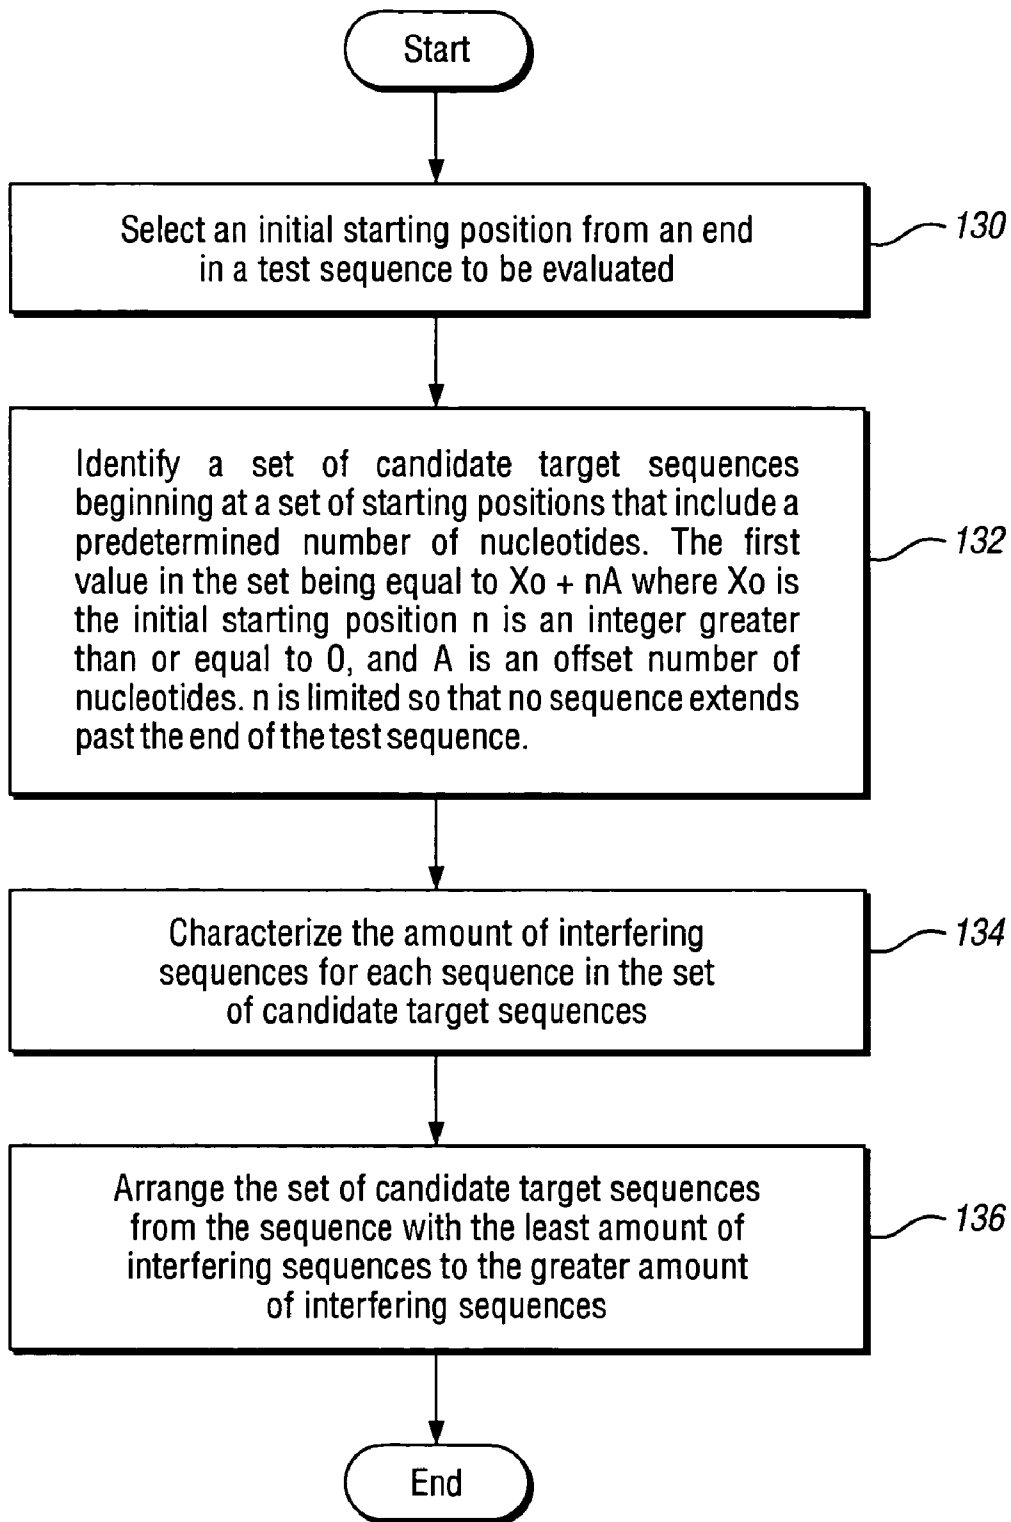 Start
Select an initial starting position from an end
in a test sequence to be evaluated
130
Identify a set of candidate target sequences
beginning at a set of starting positions that include a
predetermined number of nucleotides. The first
value in the set being equal to Xo + nA where Xo is
the initial starting position n is an integer greater
than or equal to 0, and A is an offset number of
nucleotides. n is limited so that no sequence extends
past the end of the test sequence.
132
Characterize the amount of interfering
sequences for each sequence in the set
of candidate target sequences
134
Arrange the set of candidate target sequences
from the sequence with the least amount of
interfering sequences to the greater amount
of interfering sequences
136
End